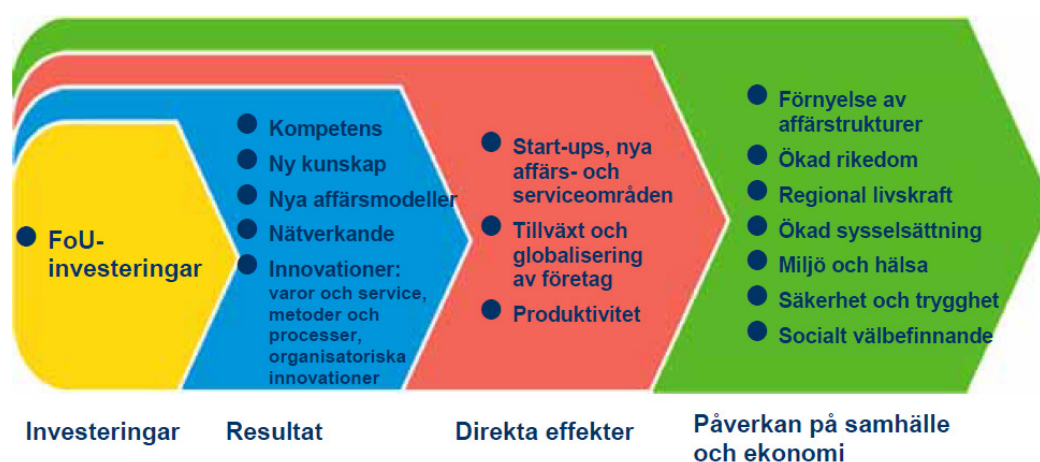 FoU-
investeringar
Kompetens
Ny kunskap
Nya affärsmodeller
Nätverkande
Innovationer:
varor och service,
metoder och
processer,
organisatoriska
innovationer
Start-ups, nya
affärs- och
serviceområden
Tillväxt och
globalisering
av företag
Produktivitet
Förnyelse av
affärstrukturer
Ökad rikedom
Regional livskraft
Ökad sysselsättning
Miljö och hälsa
Säkerhet och trygghet
Socialt välbefinnande
Investeringar
Resultat
Direkta effekter
Påverkan på samhälle
och ekonomi